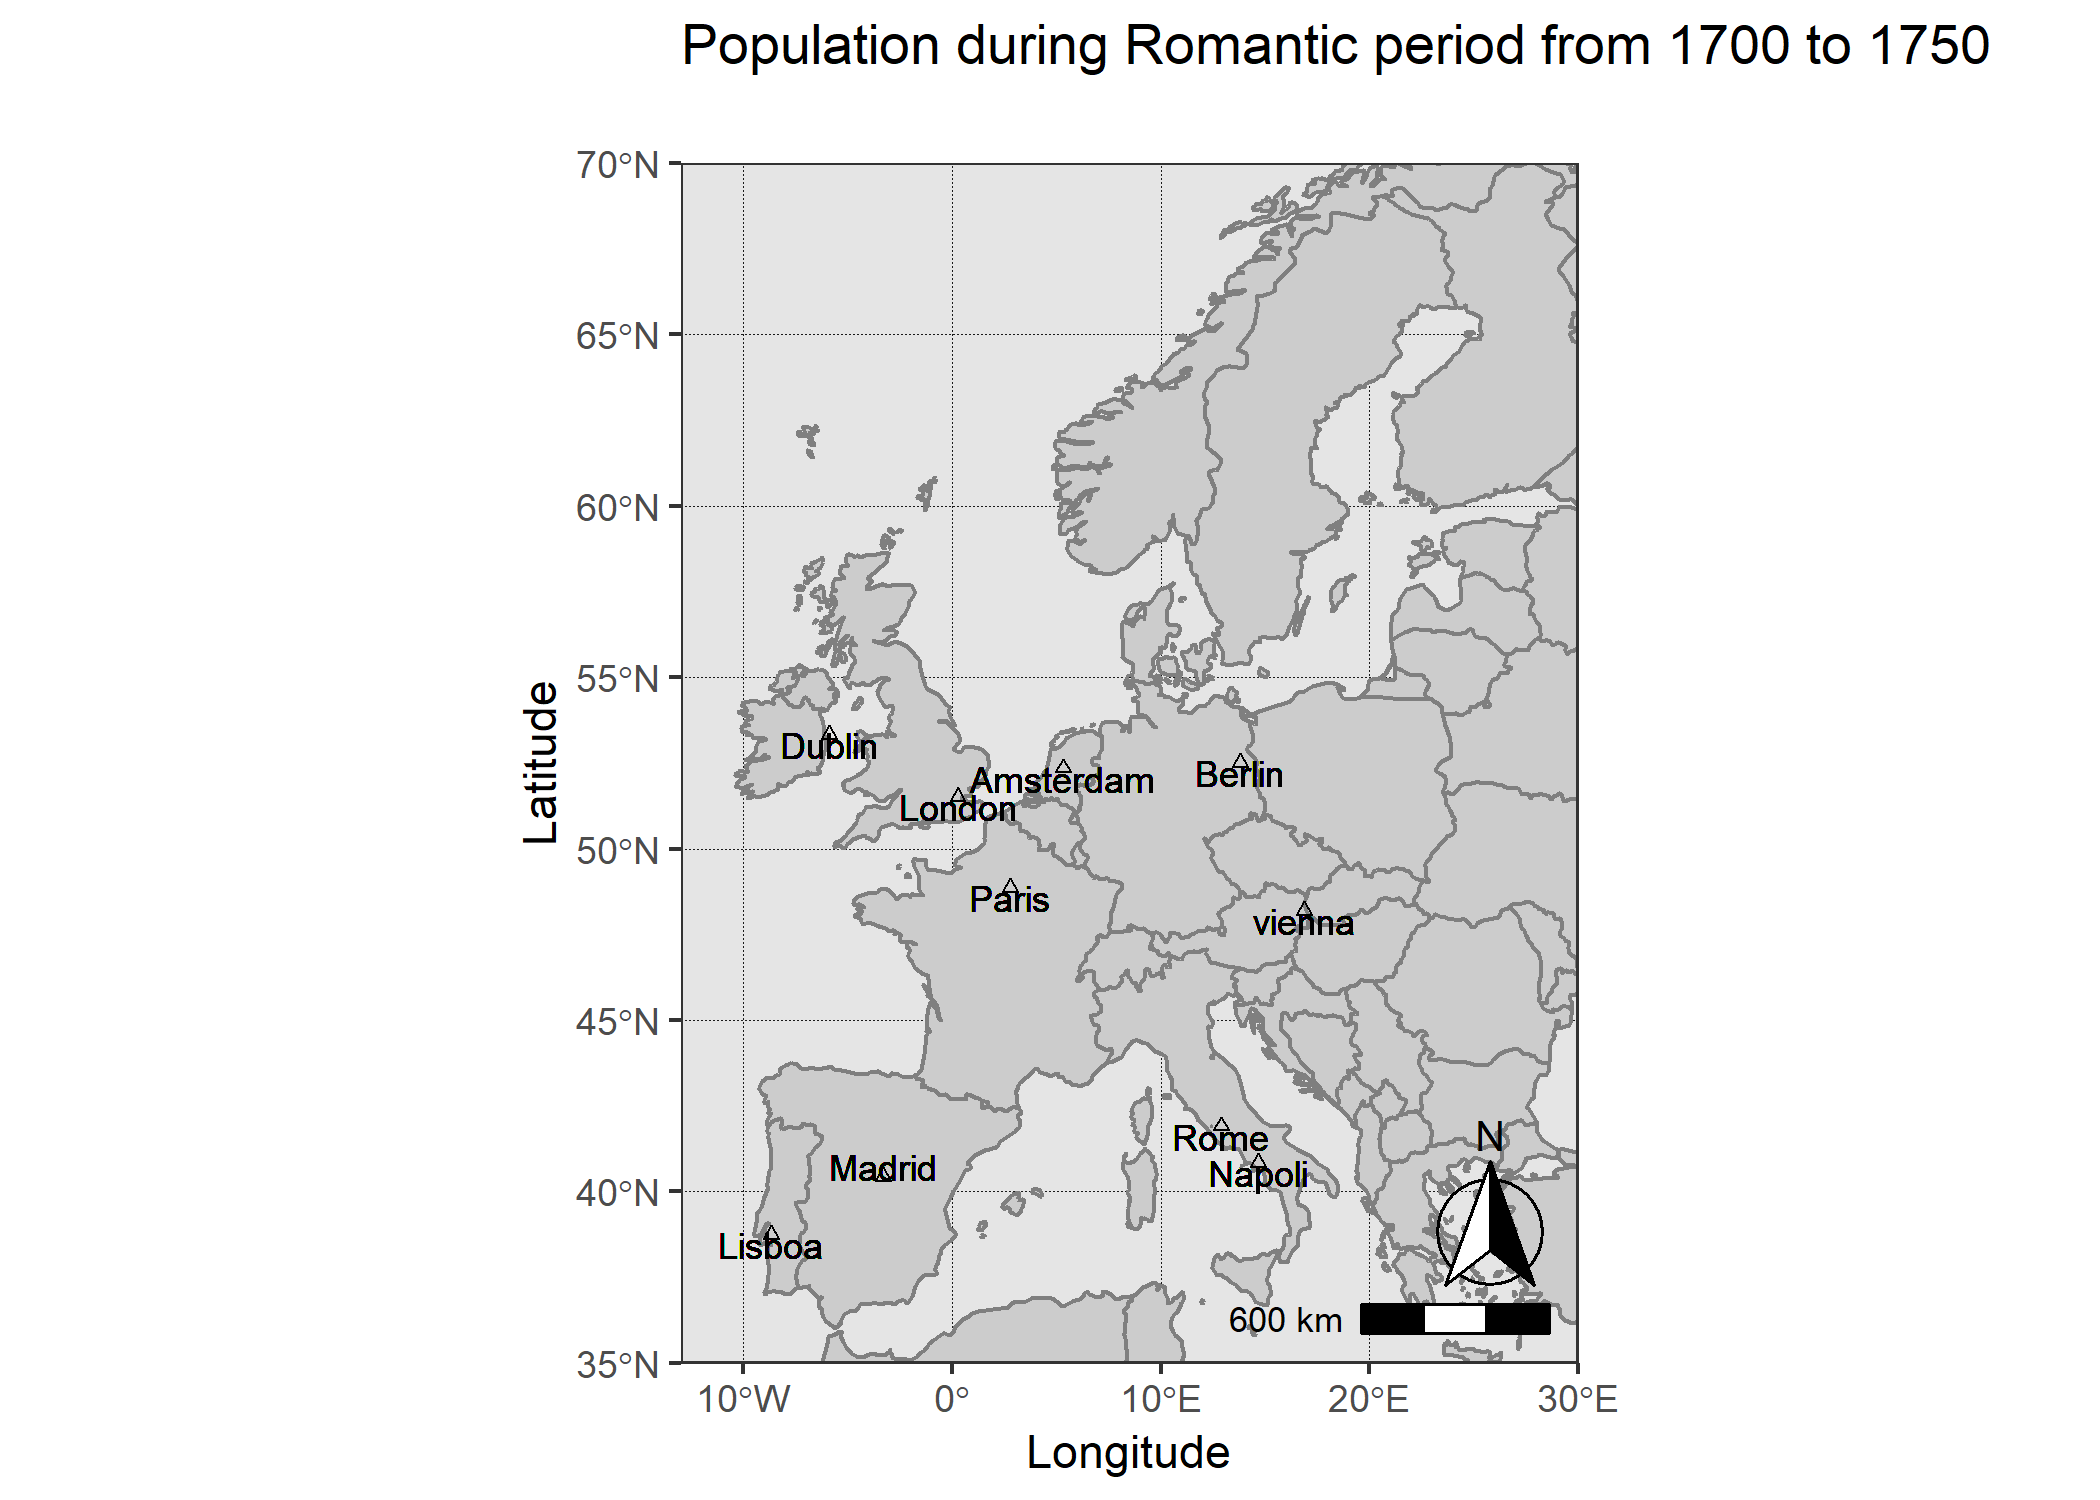 Population during Romantic period from 1700 to 1750
70°N
65°N
60°N
55°N
50°N
45°N
40°N
35°N
Latitude
Dublin
Amsterdam
Berlin
London
Paris
vienna
Rome
Napoli
Madrid
Lisboa
N
600 km
10°W
0°
10°E
20°E
30°E
Longitude